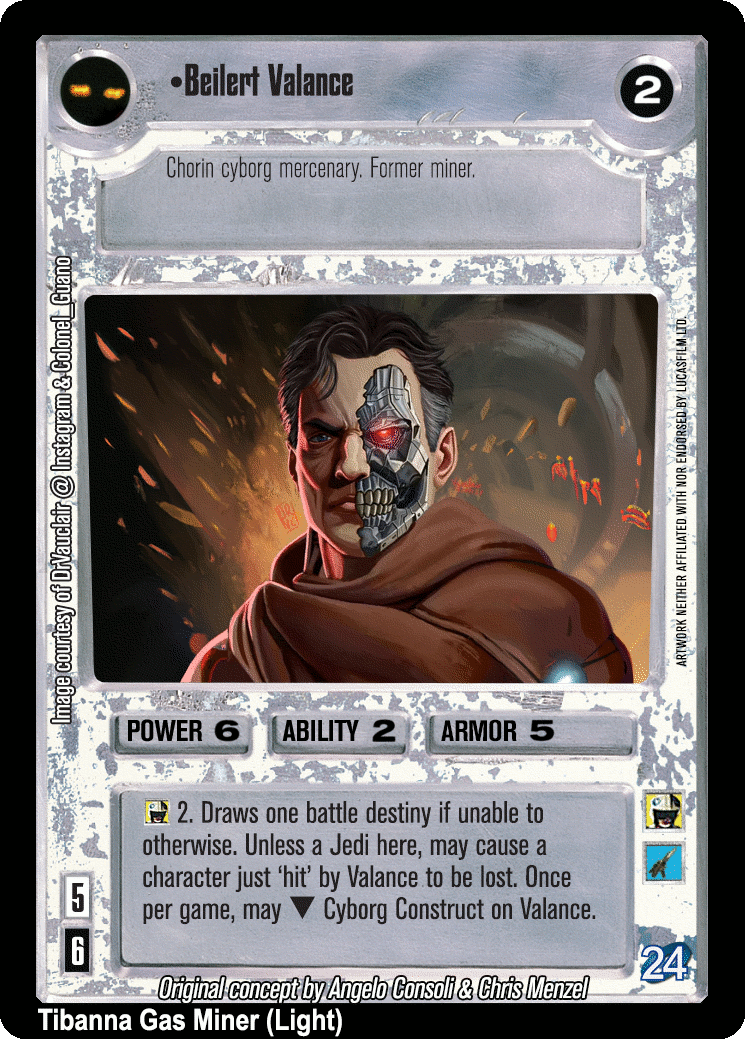 •Beilert Valance
2
Chorin cyborg mercenary. Former miner.
Image courtesy of DrVauclair @ Instagram & Colonel_Guano
ARTWORK NEITHER AFFILIATED WITH NOR ENDORSED BY LUCASFILM LTD.
POWER 6
ABILITY 2
ARMOR 5
2. Draws one battle destiny if unable to
otherwise. Unless a Jedi here, may cause a
character just ‘hit’ by Valance to be lost. Once
per game, may ▼ Cyborg Construct on Valance.
5
6
24
Original concept by Angelo Consoli & Chris Menzel
Tibanna Gas Miner (Light)